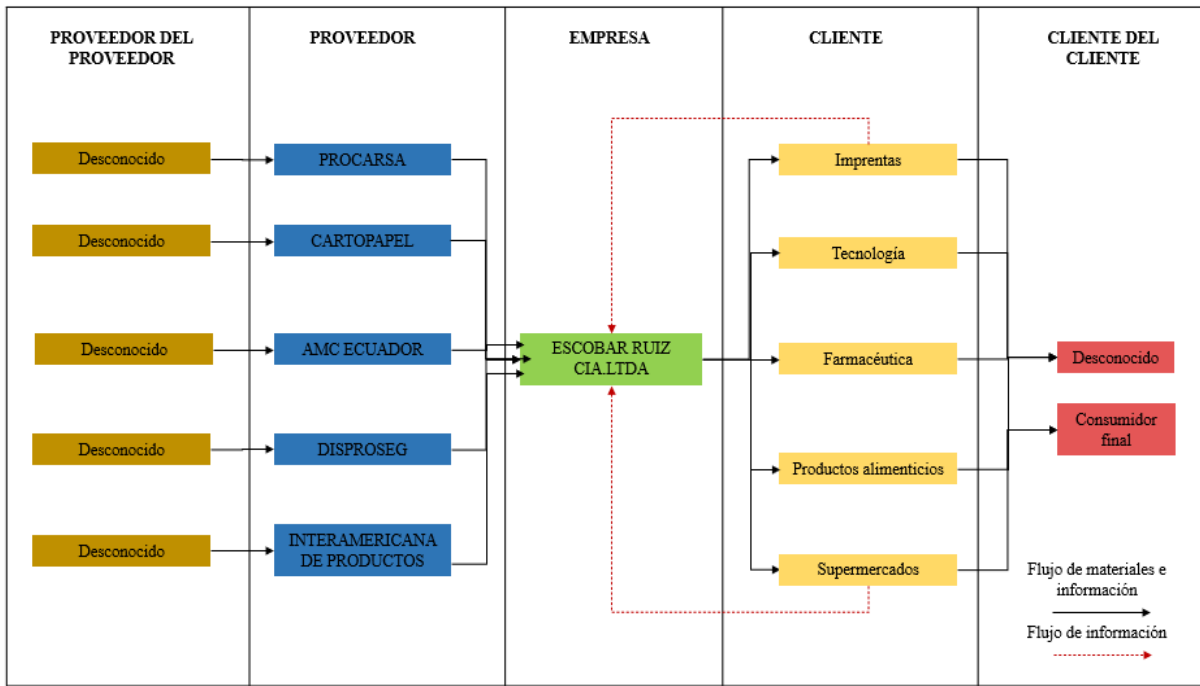 PROVEEDOR DEL
PROVEEDOR
PROVEEDOR
EMPRESA
CLIENTE
CLIENTE DEL
CLIENTE
Desconocido
PROCARSA
Imprentas
Desconocido
CARTOPAPEL
Tecnología
Desconocido
AMC ECUADOR
ESCOBAR RUIZ
CIA.LTDA
Farmacéutica
Desconocido
Consumidor
final
Desconocido
DISPROSEG
Productos alimenticios
Desconocido
INTERAMERICANA
DE PRODUCTOS
Supermercados
Flujo de materiales e
información
Flujo de información